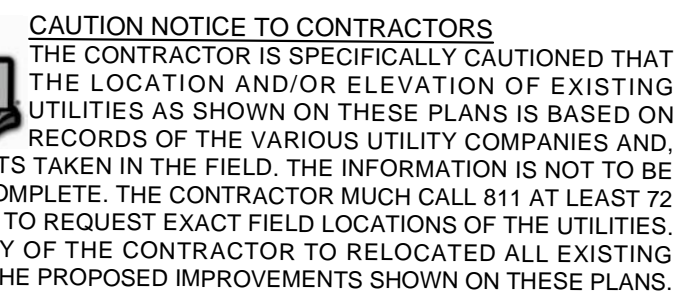 CAUTION NOTICE TO CONTRACTORS
THE CONTRACTOR IS SPECIFICALLY CAUTIONED THAT
THE LOCATION AND/OR ELEVATION OF EXISTING
UTILITIES AS SHOWN ON THESE PLANS IS BASED ON
RECORDS OF THE VARIOUS UTILITY COMPANIES AND,
TS TAKEN IN THE FIELD. THE INFORMATION IS NOT TO BE
OMPLETE. THE CONTRACTOR MUCH CALL 811 AT LEAST 72
TO REQUEST EXACT FIELD LOCATIONS OF THE UTILITIES.
Y OF THE CONTRACTOR TO RELOCATED ALL EXISTING
HE PROPOSED IMPROVEMENTS SHOWN ON THESE PLANS.